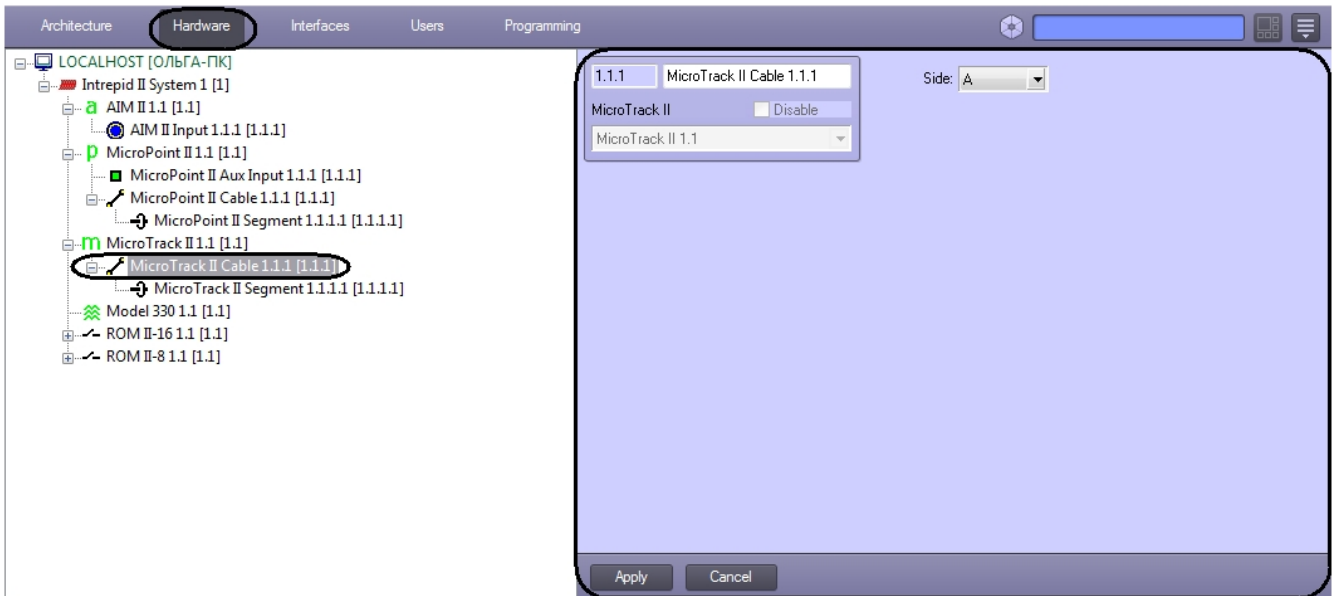 Architecture Hardware Interfaces Users Programming
LOCALHOST [ОЛЬГА-ПК]
Intrepid II System 1 [1]
a AIM II 1.1 [1.1]
AIM II Input 1.1.1 [1.1.1]
p MicroPoint II 1.1 [1.1]
MicroPoint II Aux Input 1.1.1 [1.1.1]
MicroPoint II Cable 1.1.1 [1.1.1]
MicroPoint II Segment 1.1.1.1 [1.1.1.1]
m MicroTrack II 1.1 [1.1]
MicroTrack II Cable 1.1.1 [1.1.1]
MicroTrack II Segment 1.1.1.1 [1.1.1.1]
Model 330 1.1 [1.1]
ROM II-16 1.1 [1.1]
ROM II-8 1.1 [1.1]
1.1.1 MicroTrack II Cable 1.1.1 Side: A
MicroTrack II Disable
MicroTrack II 1.1
Apply Cancel